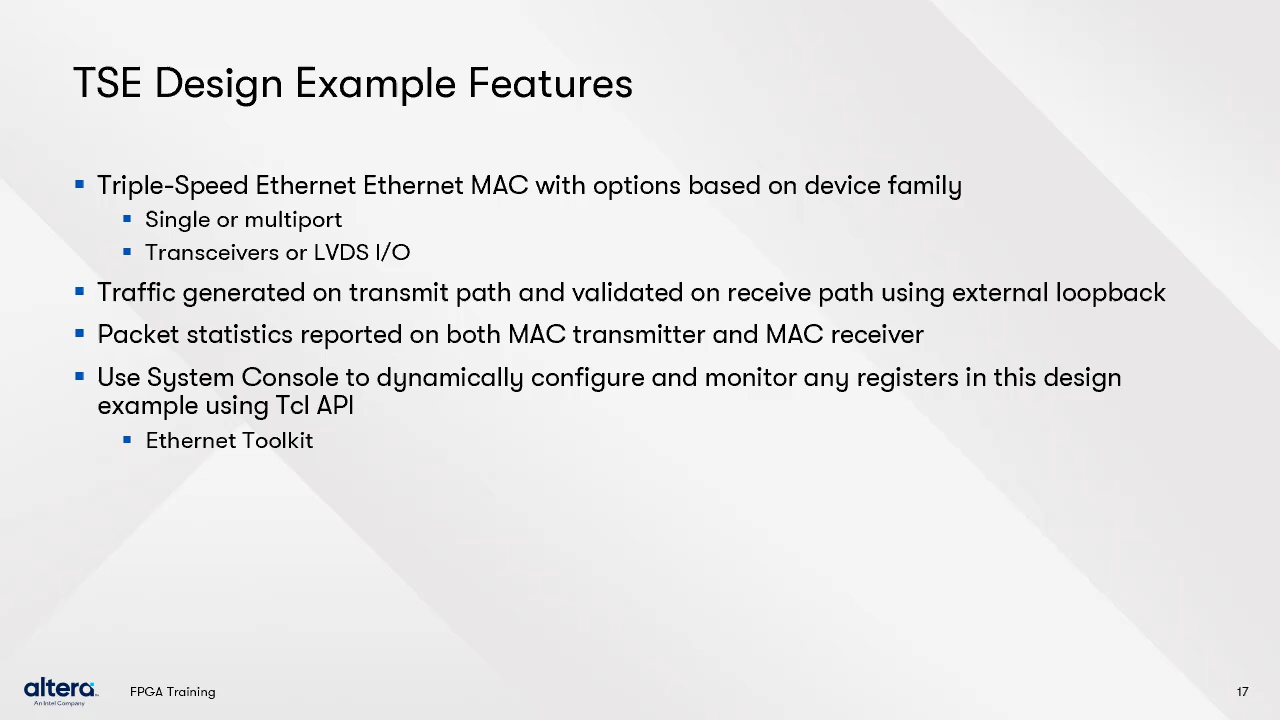 TSE Design Example Features
Triple-Speed Ethernet Ethernet MAC with options based on device family
Single or multiport
Transceivers or LVDS I/O
Traffic generated on transmit path and validated on receive path using external loopback
Packet statistics reported on both MAC transmitter and MAC receiver
Use System Console to dynamically configure and monitor any registers in this design
example using Tcl API
Ethernet Toolkit
altera
An Intel Company
FPGA Training
17